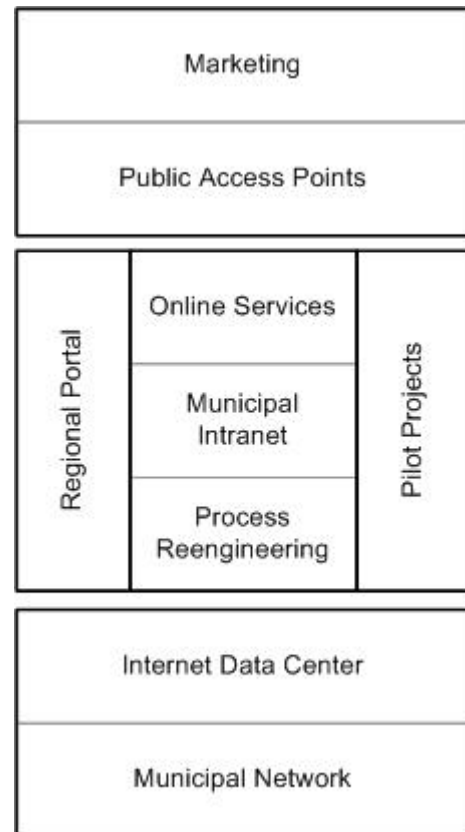 Marketing
Public Access Points
Regional Portal
Online Services
Municipal
Intranet
Process
Reengineering
Pilot Projects
Internet Data Center
Municipal Network